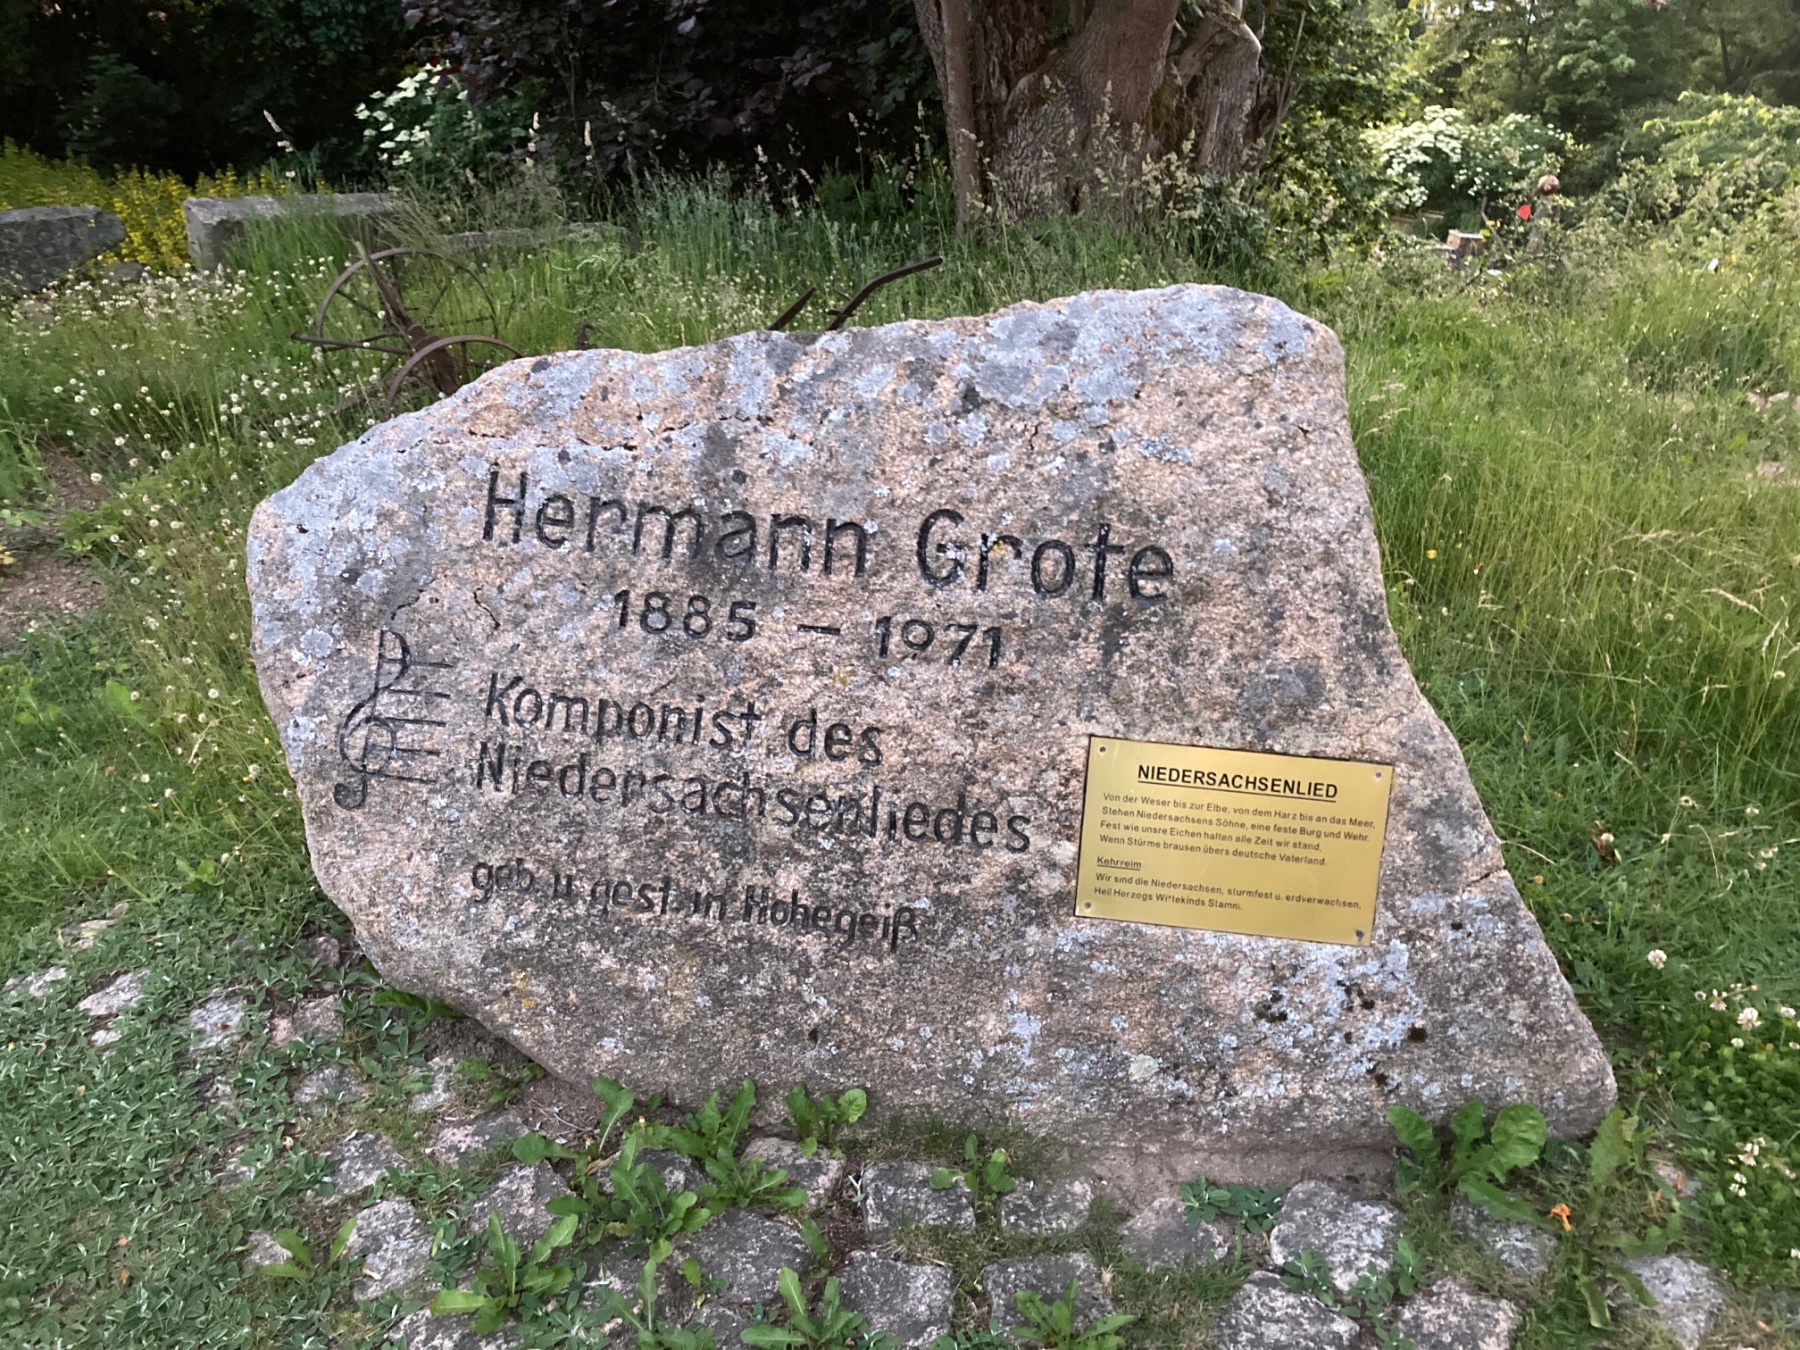 Hermann Grote
1885 – 1971
Komponist des
Niedersachsenliedes
geb. u. gest. in Hohegeiß
NIEDERSACHSENLIED
Von der Weser bis zur Elbe, von dem Harz bis an das Meer,
Stehen Niedersachsens Söhne, eine feste Burg und Wehr.
Fest wie unsre Eichen halten alle Zeit wir stand,
Wenn Stürme brausen übers deutsche Vaterland.
Kehrreim
Wir sind die Niedersachsen, sturmfest u. erdverwachsen,
Heil Herzogs Wittekinds Stamm.